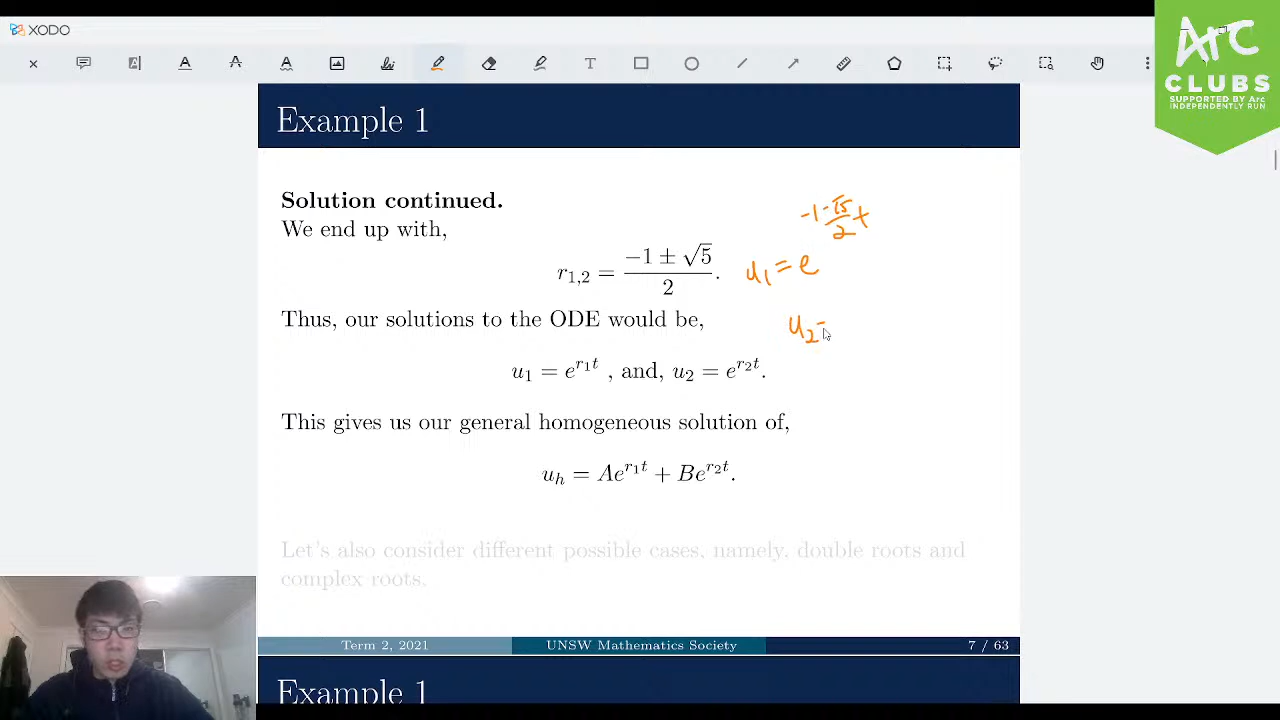 XODO
Arc
CLUBS
SUPPORTED BY Arc
INDEPENDENTLY RUN
Example 1
Solution continued.
We end up with,
r₁,₂ = (−1 ± √5)/2.
u₁ = e^(-1-√5/2 t)
Thus, our solutions to the ODE would be,
u₂ =
u₁ = e^(r₁t) , and, u₂ = e^(r₂t).
This gives us our general homogeneous solution of,
uₕ = Ae^(r₁t) + Be^(r₂t).
Let's also consider different possible cases, namely, double roots and
complex roots.
Term 2, 2021 UNSW Mathematics Society 7 / 63
Example 1